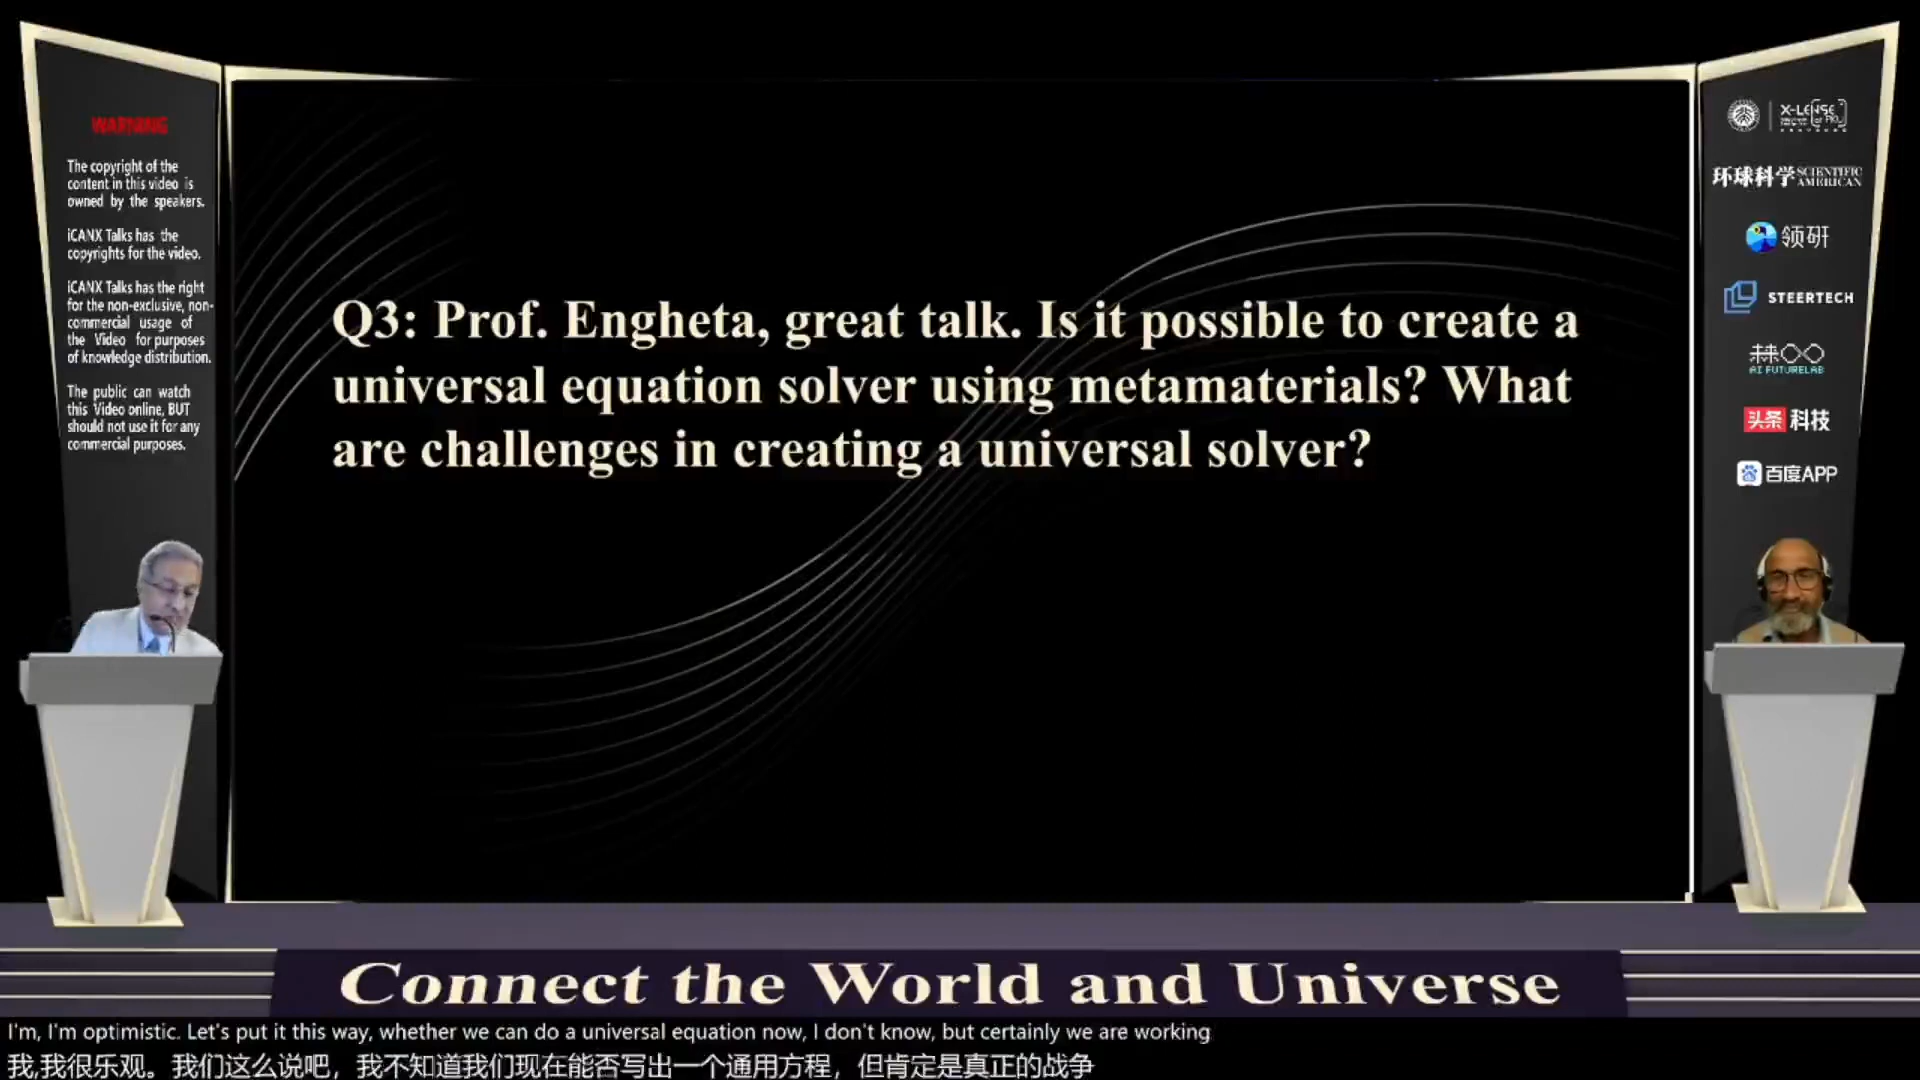 WARNING
The copyright of the
content in this video is
owned by the speakers.
iCANX Talks has the
copyrights for the video.
iCANX Talks has the right
for the non-exclusive, non-
commercial usage of
the Video for purposes
of knowledge distribution.
The public can watch
this Video online, BUT
should not use it for any
commercial purposes.
Q3: Prof. Engheta, great talk. Is it possible to create a
universal equation solver using metamaterials? What
are challenges in creating a universal solver?
X-LENSE
环球科学 SCIENTIFIC AMERICAN
领研
STEERTECH
AI FUTURELAB
头条 科技
百度APP
Connect the World and Universe
I'm, I'm optimistic. Let's put it this way, whether we can do a universal equation now, I don't know, but certainly we are working
我,我很乐观。我们这么说吧，我不知道我们现在能否写出一个通用方程，但肯定是真正的战争